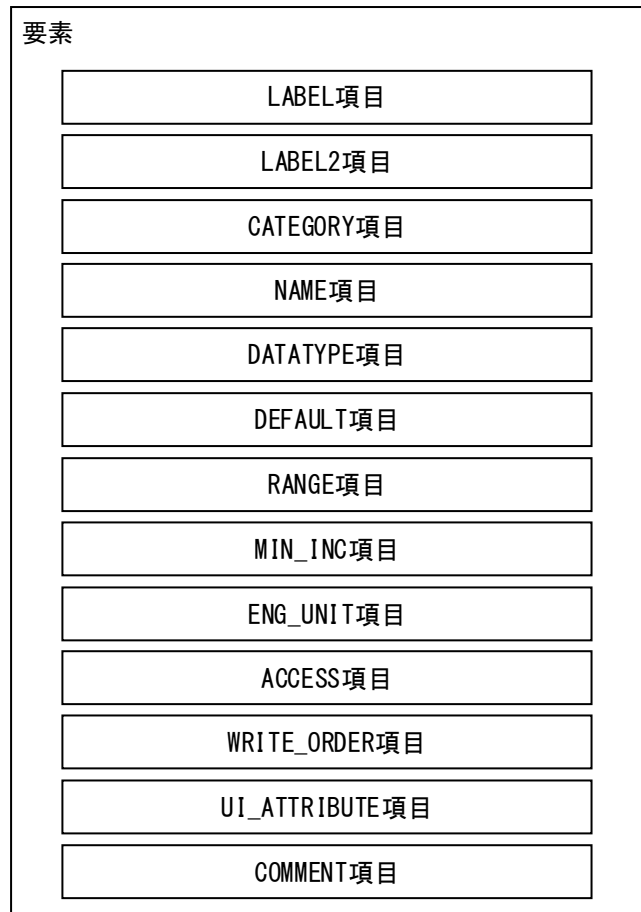 要素
LABEL項目
LABEL2項目
CATEGORY項目
NAME項目
DATATYPE項目
DEFAULT項目
RANGE項目
MIN_INC項目
ENG_UNIT項目
ACCESS項目
WRITE_ORDER項目
UI_ATTRIBUTE項目
COMMENT項目